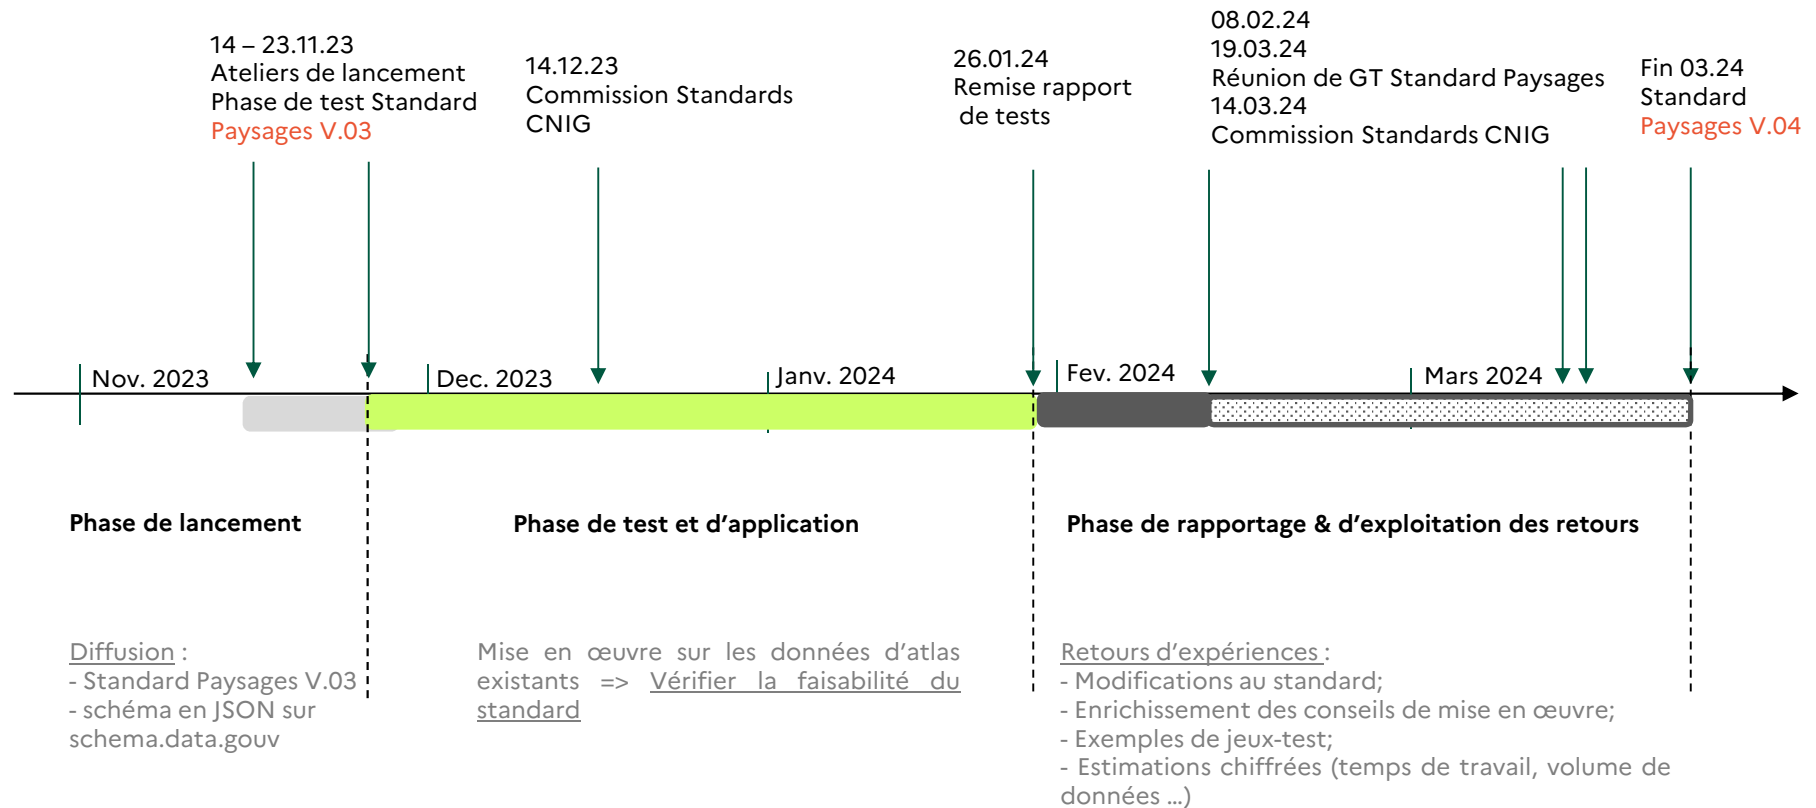 14 – 23.11.23
Ateliers de lancement
Phase de test Standard
Paysages V.03
14.12.23
Commission Standards
CNIG
26.01.24
Remise rapport
de tests
08.02.24
19.03.24
Réunion de GT Standard Paysages
14.03.24
Commission Standards CNIG
Fin 03.24
Standard
Paysages V.04
Nov. 2023
Dec. 2023
Janv. 2024
Fev. 2024
Mars 2024
Phase de lancement
Phase de test et d'application
Phase de rapportage & d'exploitation des retours
Diffusion :
- Standard Paysages V.03
- schéma en JSON sur
schema.data.gouv
Mise en œuvre sur les données d'atlas
existants => Vérifier la faisabilité du
standard
Retours d'expériences :
- Modifications au standard;
- Enrichissement des conseils de mise en œuvre;
- Exemples de jeux-test;
- Estimations chiffrées (temps de travail, volume de
données ...)